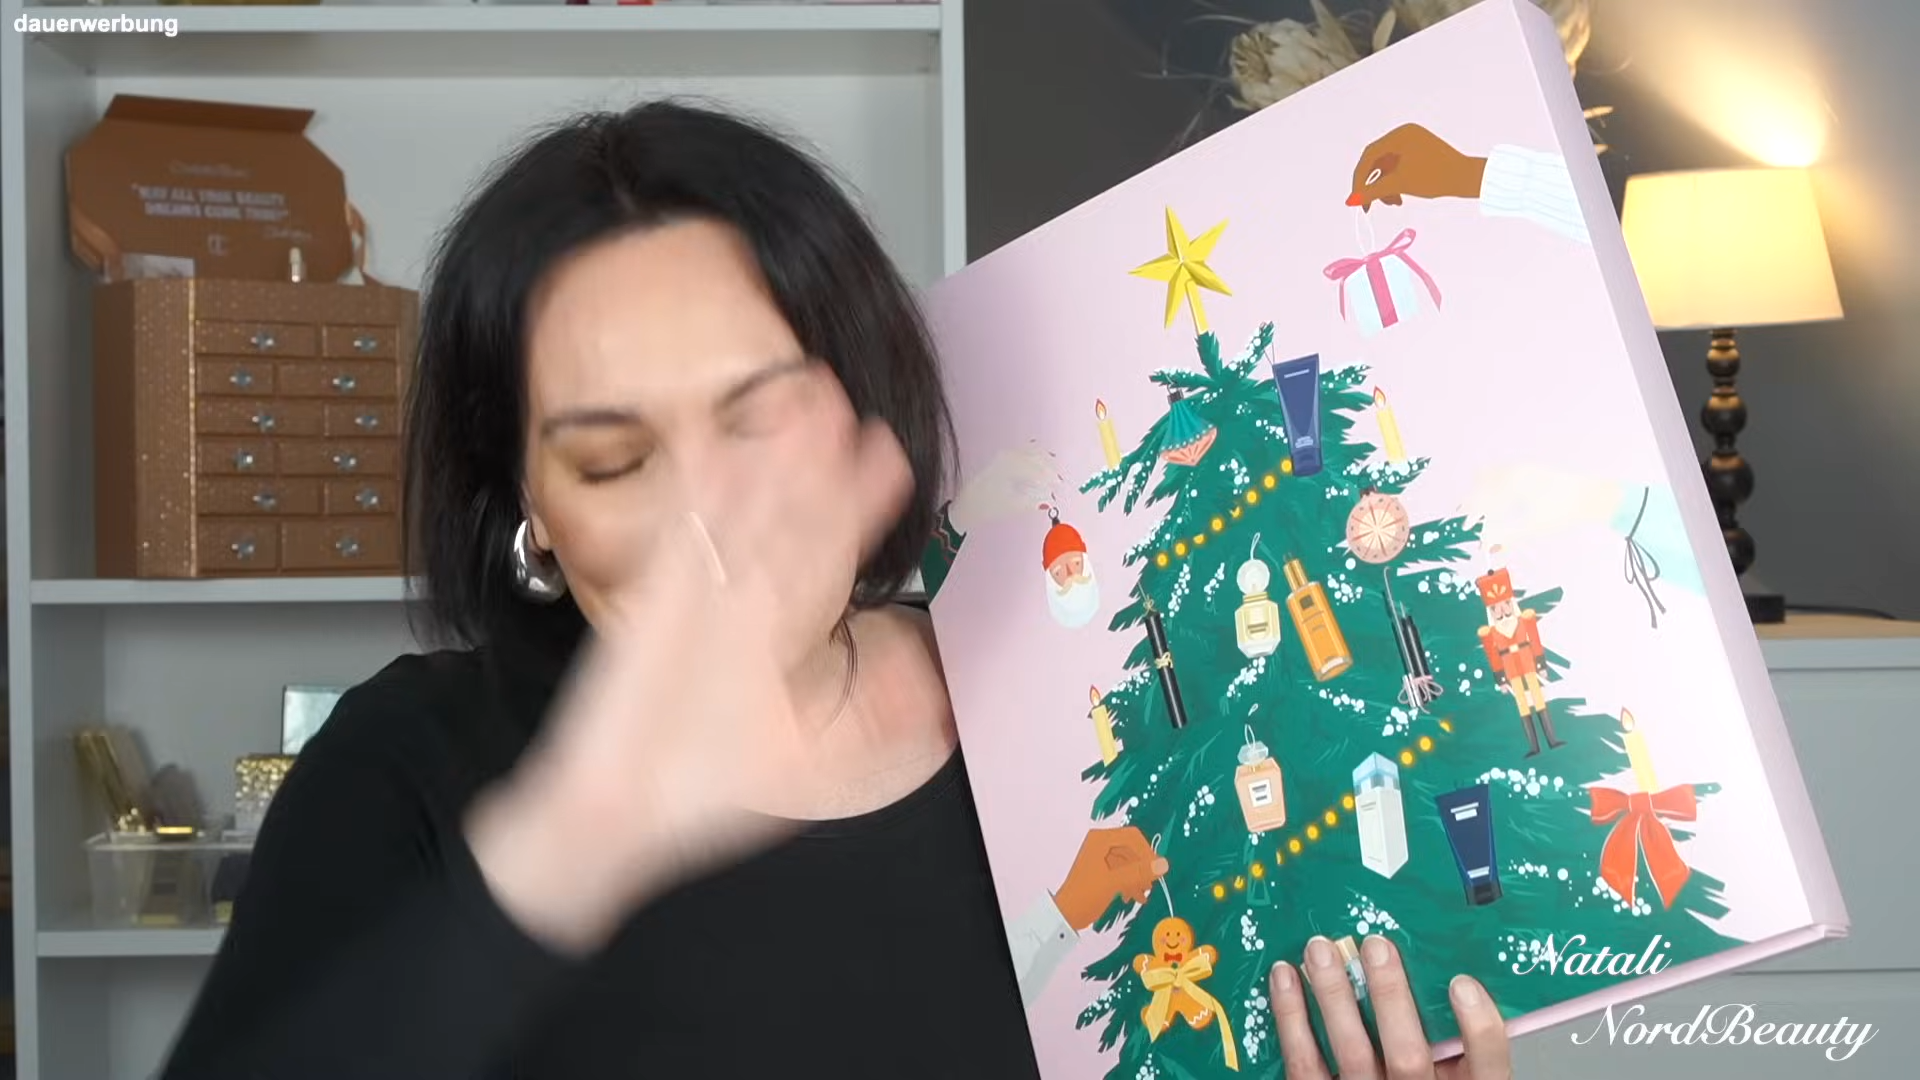 dauerwerbung
"MAY ALL YOUR BEAUTY
DREAMS COME TRUE!"
Natali
NordBeauty